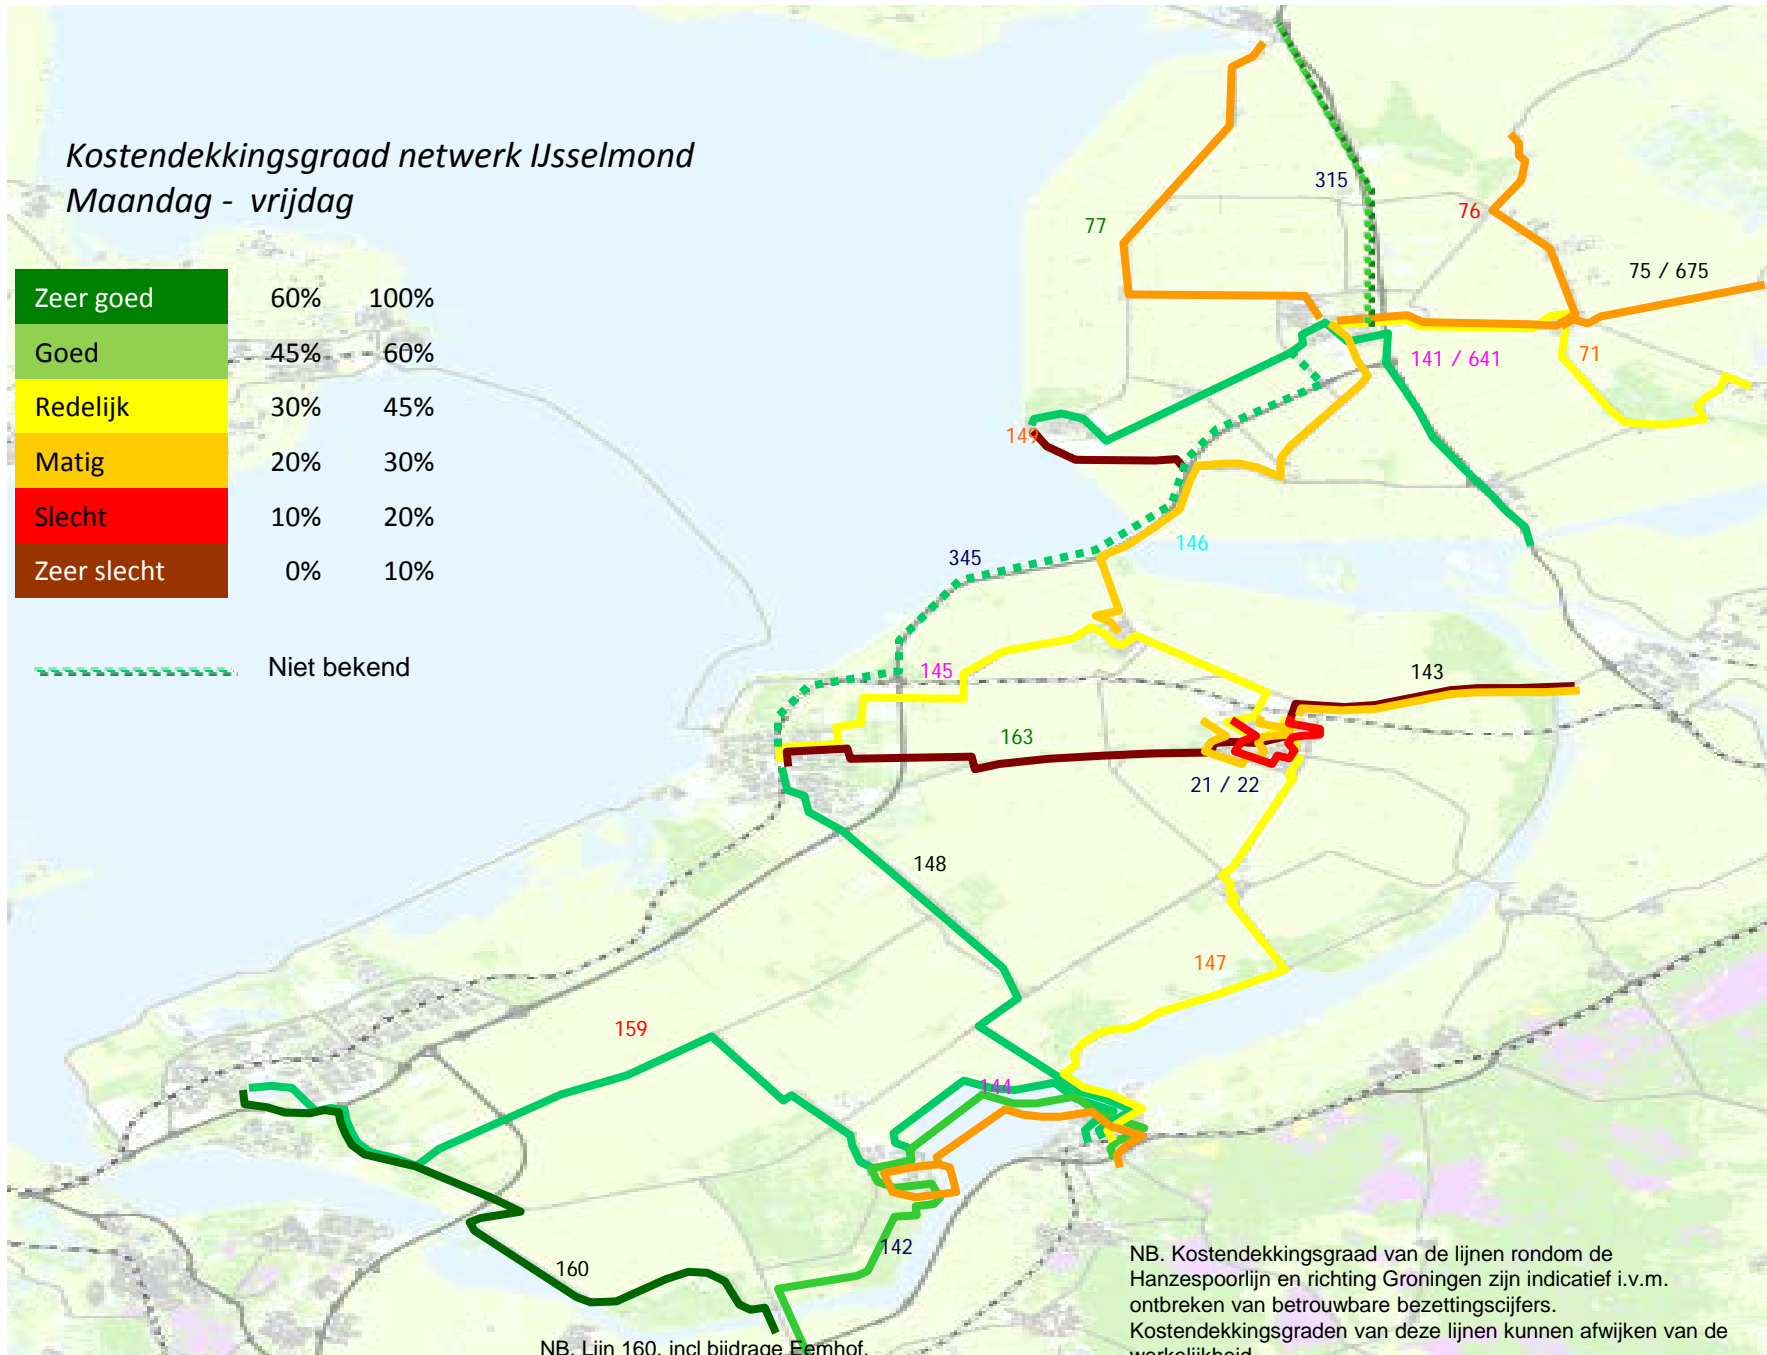 Kostendekkingsgraad netwerk IJsselmond
Maandag - vrijdag
Zeer goed 60% 100%
Goed 45% 60%
Redelijk 30% 45%
Matig 20% 30%
Slecht 10% 20%
Zeer slecht 0% 10%
Niet bekend
315
76
77
75 / 675
141 / 641
71
149
146
345
145
143
163
21 / 22
148
147
159
144
142
160
NB. Kostendekkingsgraad van de lijnen rondom de
Hanzespoorlijn en richting Groningen zijn indicatief i.v.m.
ontbreken van betrouwbare bezettingscijfers.
Kostendekkingsgraden van deze lijnen kunnen afwijken van de
werkelijkheid
NB. Lijn 160, incl bijdrage Eemhof.